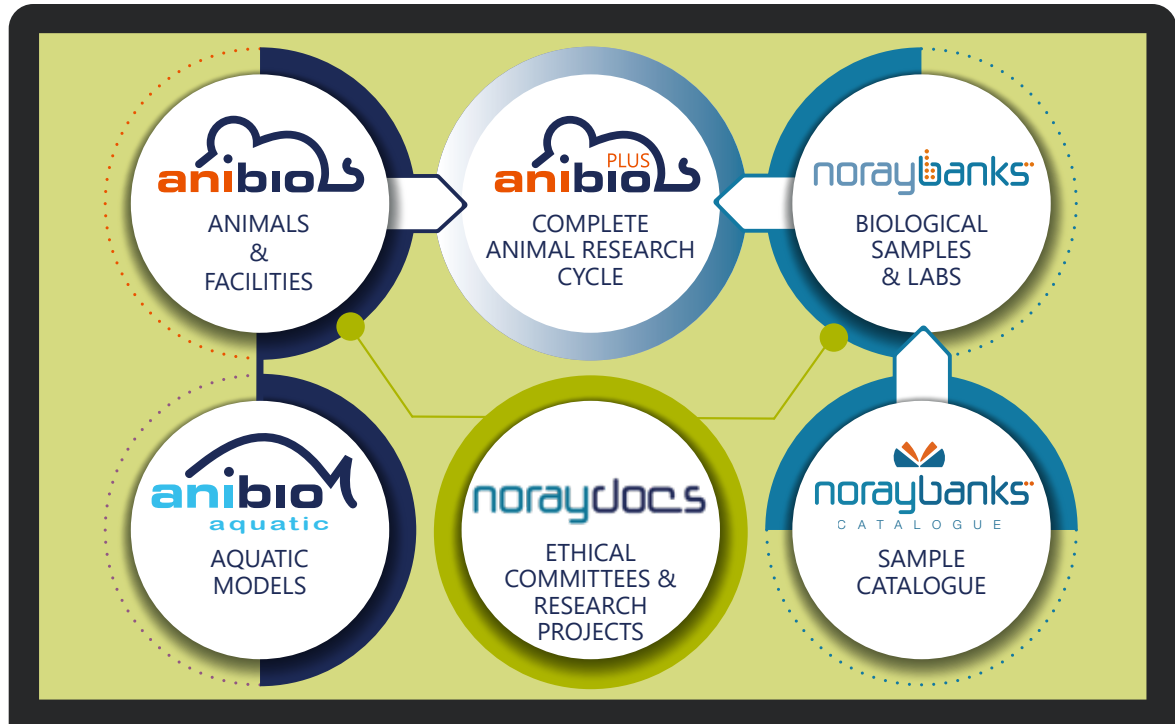 anibio
ANIMALS
&
FACILITIES
PLUS
anibio
COMPLETE
ANIMAL RESEARCH
CYCLE
noraybanks
BIOLOGICAL
SAMPLES
& LABS
anibio
aquatic
AQUATIC
MODELS
noraydocs
ETHICAL
COMMITTEES &
RESEARCH
PROJECTS
noraybanks
CATALOGUE
SAMPLE
CATALOGUE